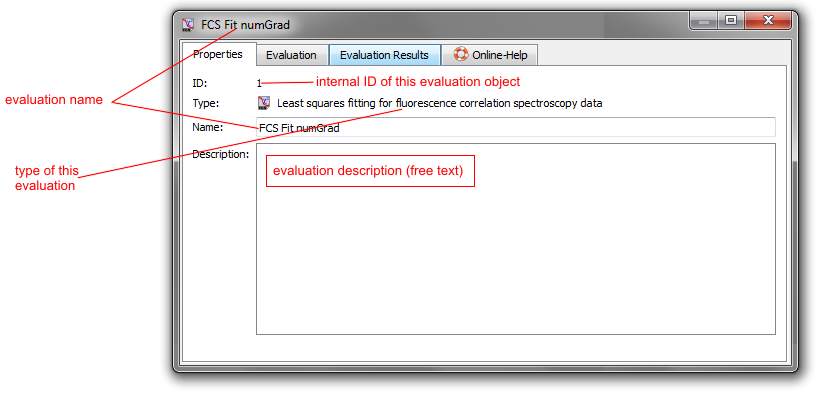 FCS Fit numGrad
Properties Evaluation Evaluation Results Online-Help
ID: 1 internal ID of this evaluation object
evaluation name
Type: Least squares fitting for fluorescence correlation spectroscopy data
Name: FCS Fit numGrad
Description:
type of this
evaluation
evaluation description (free text)